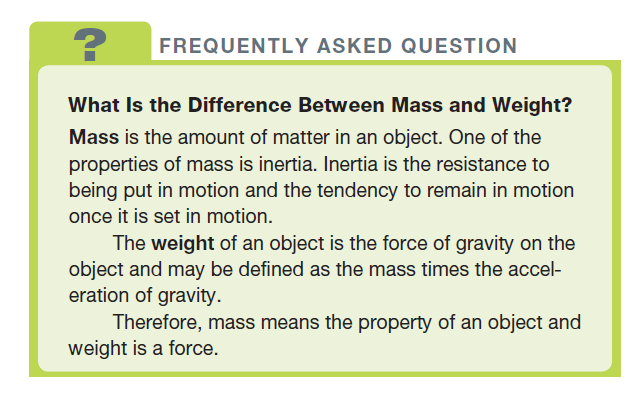 ?
FREQUENTLY ASKED QUESTION
What Is the Difference Between Mass and Weight?
Mass is the amount of matter in an object. One of the
properties of mass is inertia. Inertia is the resistance to
being put in motion and the tendency to remain in motion
once it is set in motion.
The weight of an object is the force of gravity on the
object and may be defined as the mass times the accel-
eration of gravity.
Therefore, mass means the property of an object and
weight is a force.